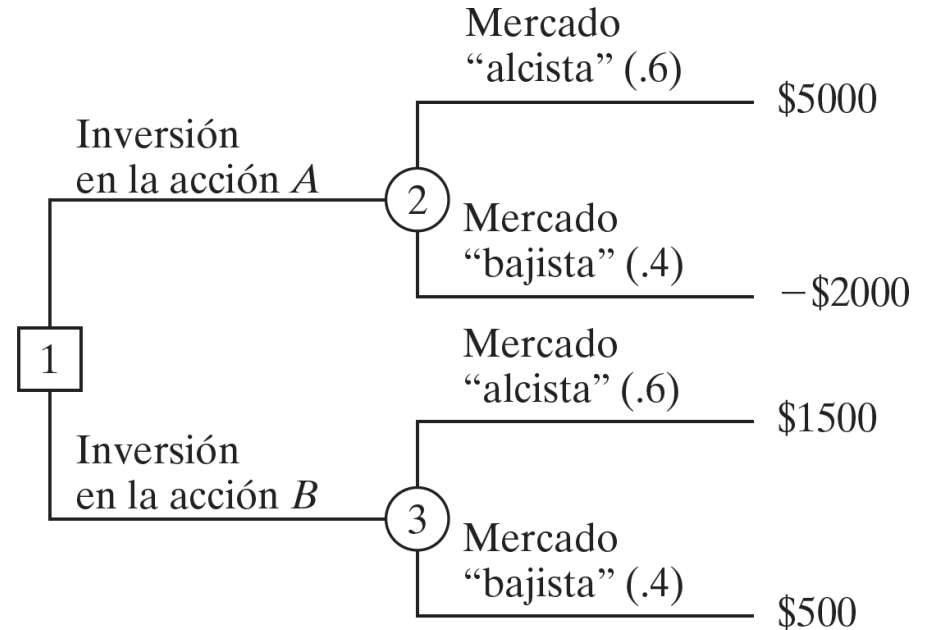 Mercado
“alcista” (.6)
$5000
Inversión
en la acción A
2
Mercado
“bajista” (.4)
−$2000
1
Mercado
“alcista” (.6)
$1500
Inversión
en la acción B
3
Mercado
“bajista” (.4)
$500